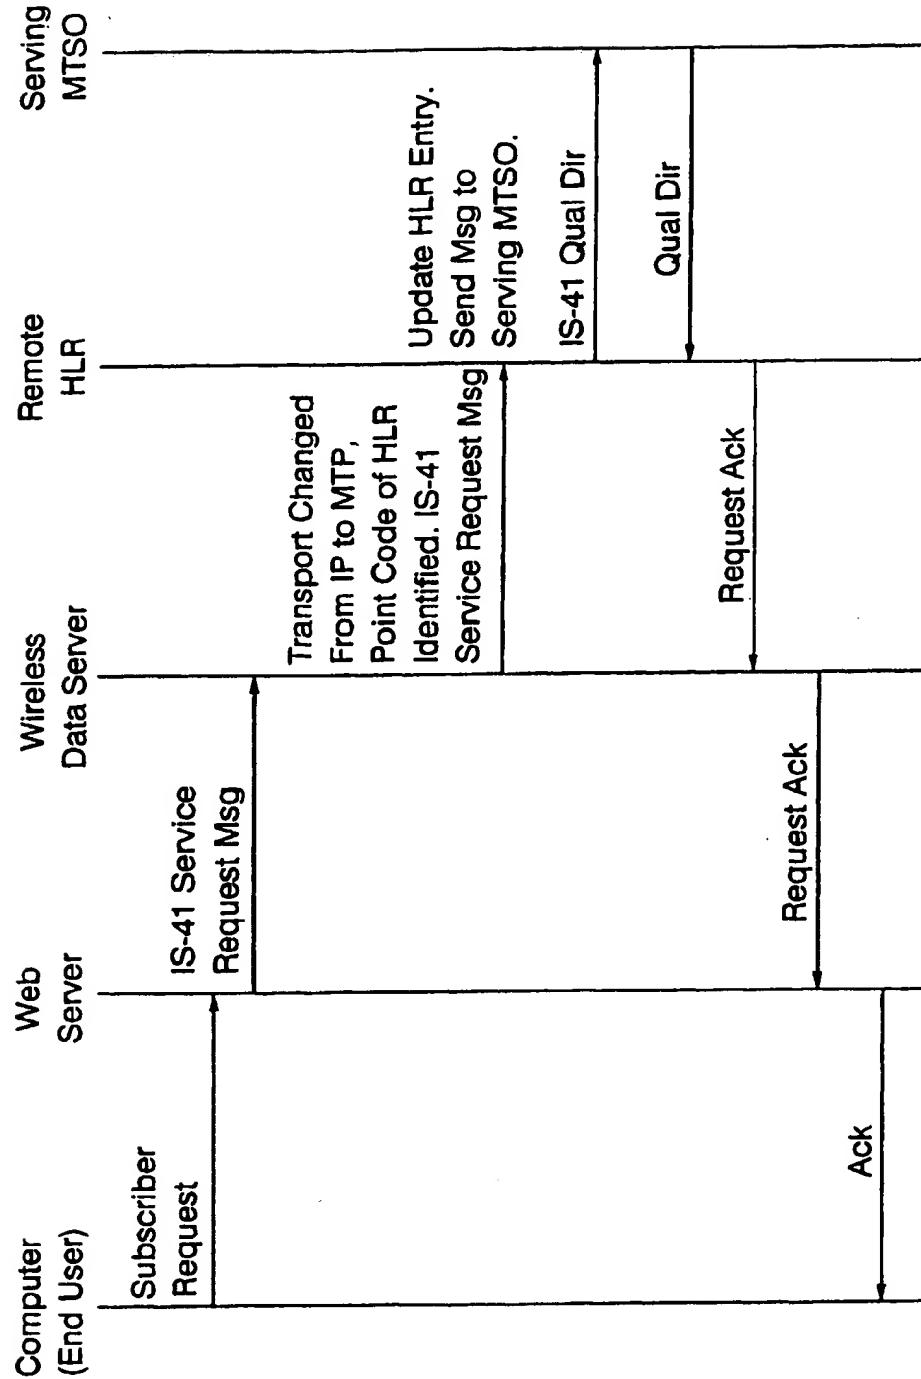 Computer
(End User)
Web
Server
Wireless
Data Server
Remote
HLR
Serving
MTSO
Subscriber
Request
IS-41 Service
Request Msg
Transport Changed
From IP to MTP,
Point Code of HLR
Identified. IS-41
Service Request Msg
Update HLR Entry.
Send Msg to
Serving MTSO.
IS-41 Qual Dir
Qual Dir
Request Ack
Request Ack
Ack